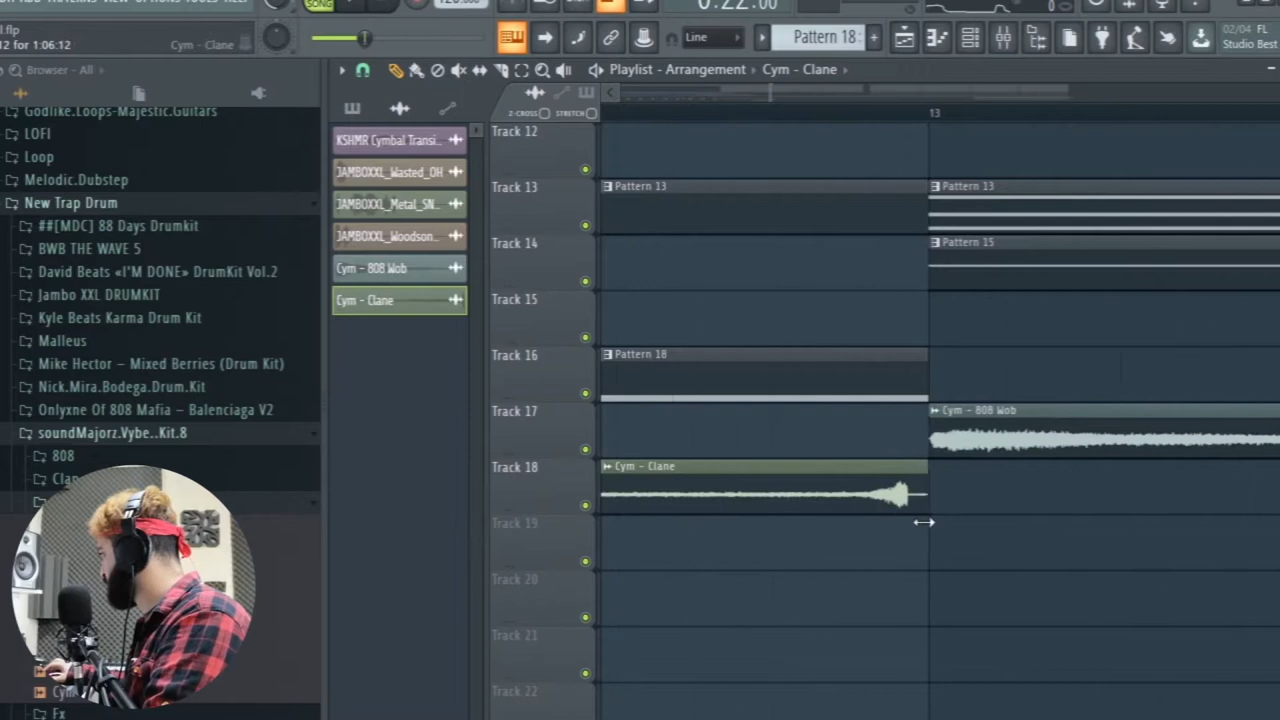 SONG
l.flp
12 for 1:06:12
Cym - Clane
Line
Pattern 18
02/04 FL
Studio Best
Browser - All
Playlist - Arrangement › Cym - Clane ›
Z-CROSS STRETCH
13
Godlike.Loops-Majestic.Guitars
LOFI
Loop
Melodic.Dubstep
New Trap Drum
##[MDC] 88 Days Drumkit
BWB THE WAVE 5
David Beats «I'M DONE» DrumKit Vol.2
Jambo XXL DRUMKIT
Kyle Beats Karma Drum Kit
Malleus
Mike Hector – Mixed Berries (Drum Kit)
Nick.Mira.Bodega.Drum.Kit
Onlyxne Of 808 Mafia – Balenciaga V2
soundMajorz.Vybe..Kit.8
808
Fx
KSHMR Cymbal Transi..
JAMBOXXL_Wasted_OH
JAMBOXXL_Metal_SN..
JAMBOXXL_Woodson..
Cym - 808 Wob
Cym - Clane
Track 12
Track 13
Pattern 13
Pattern 13
Track 14
Pattern 15
Track 15
Track 16
Pattern 18
Track 17
Cym - 808 Wob
Track 18
Cym - Clane
Track 19
Track 20
Track 21
Track 22